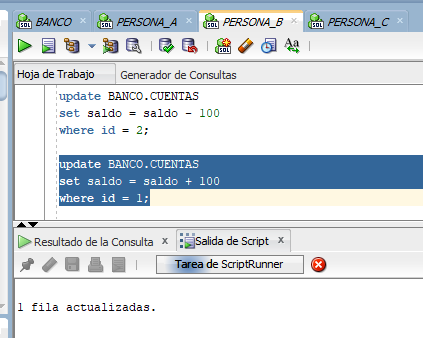 BANCO PERSONA_A PERSONA_B PERSONA_C
Hoja de Trabajo Generador de Consultas
update BANCO.CUENTAS
set saldo = saldo - 100
where id = 2;
update BANCO.CUENTAS
set saldo = saldo + 100
where id = 1;
Resultado de la Consulta x Salida de Script x
Tarea de ScriptRunner
1 fila actualizadas.